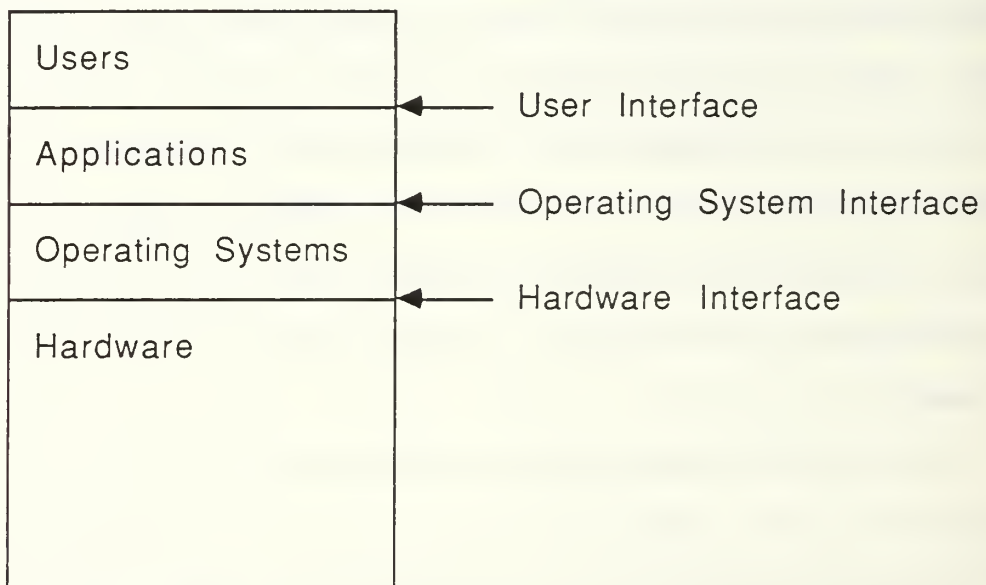 Users
User Interface
Applications
Operating System Interface
Operating Systems
Hardware Interface
Hardware